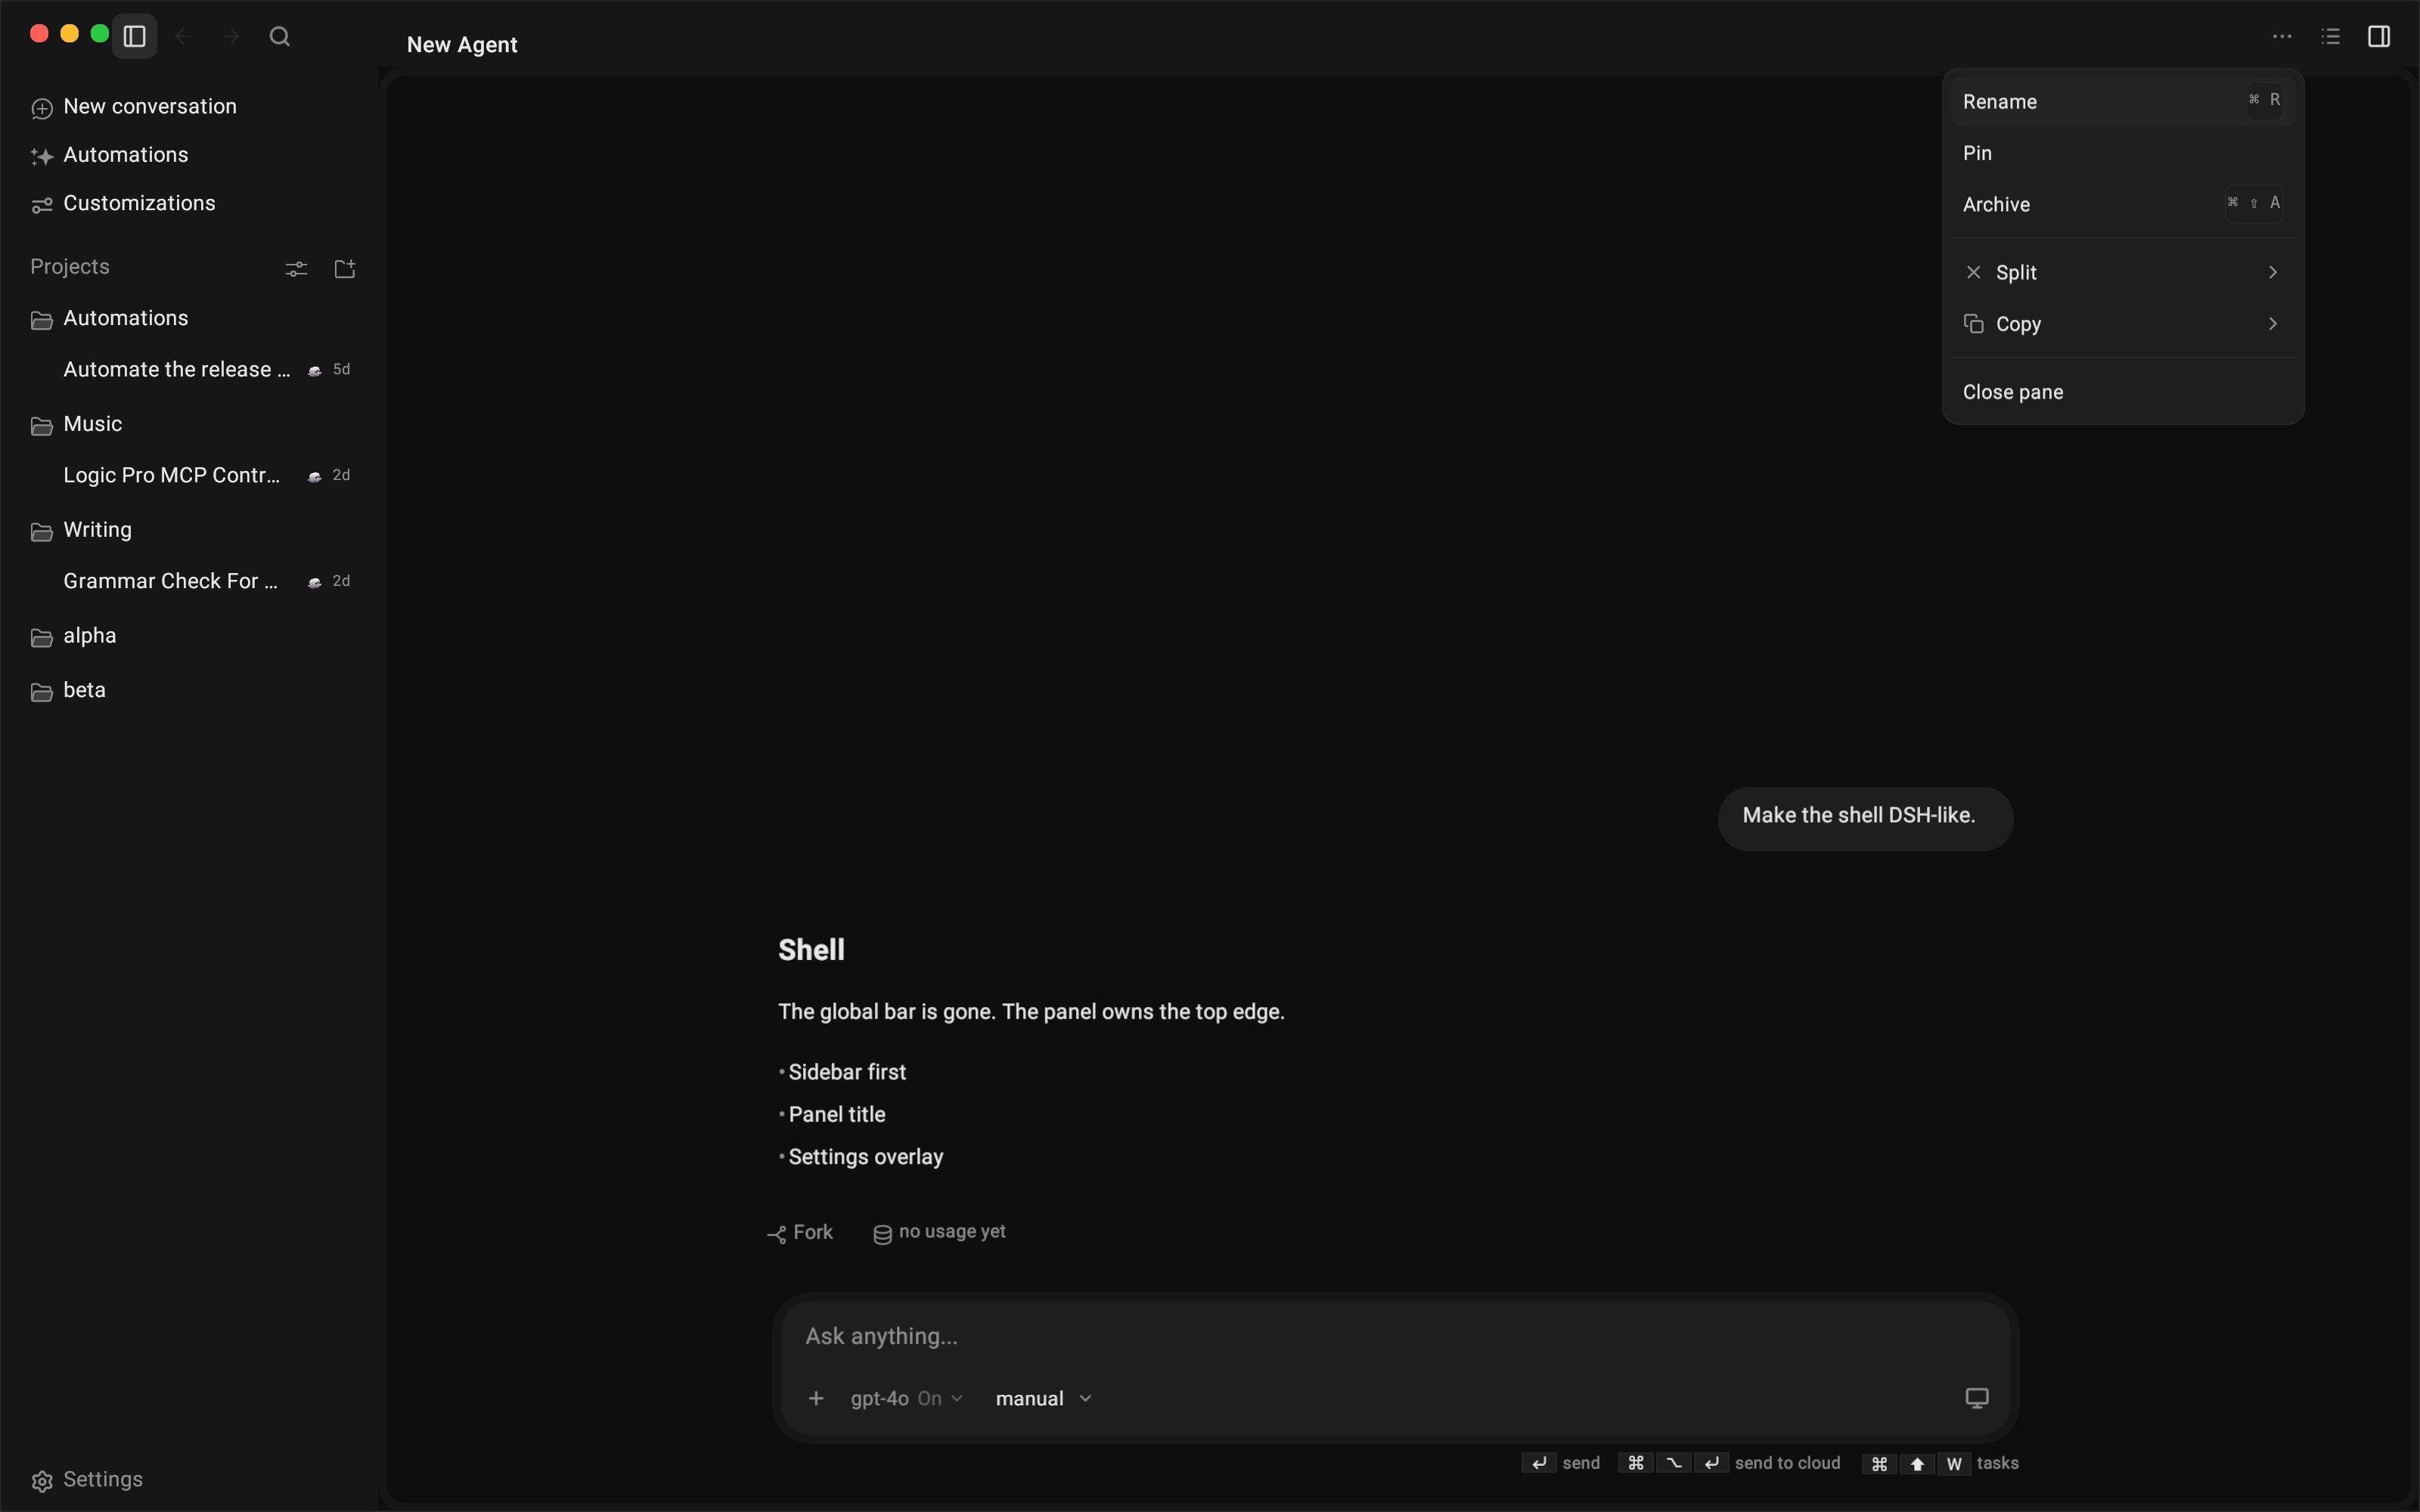 New Agent
New conversation
Automations
Customizations
Projects
Automations
Automate the release ... 5d
Music
Logic Pro MCP Contr... 2d
Writing
Grammar Check For ... 2d
alpha
beta
Settings
Rename ⌘ R
Pin
Archive ⌘ ⇧ A
Split
Copy
Close pane
Make the shell DSH-like.
Shell
The global bar is gone. The panel owns the top edge.
• Sidebar first
• Panel title
• Settings overlay
Fork no usage yet
Ask anything...
gpt-4o On manual
↵ send ⌘ ⌥ ↵ send to cloud ⌘ ⬆ W tasks